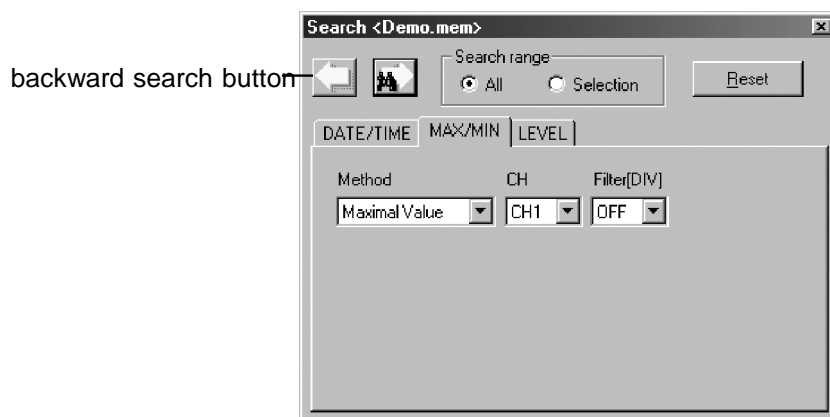 Search <Demo.mem>
backward search button
Search range
All
Selection
Reset
DATE/TIME
MAX/MIN
LEVEL
Method
CH
Filter[DIV]
Maximal Value
CH1
OFF